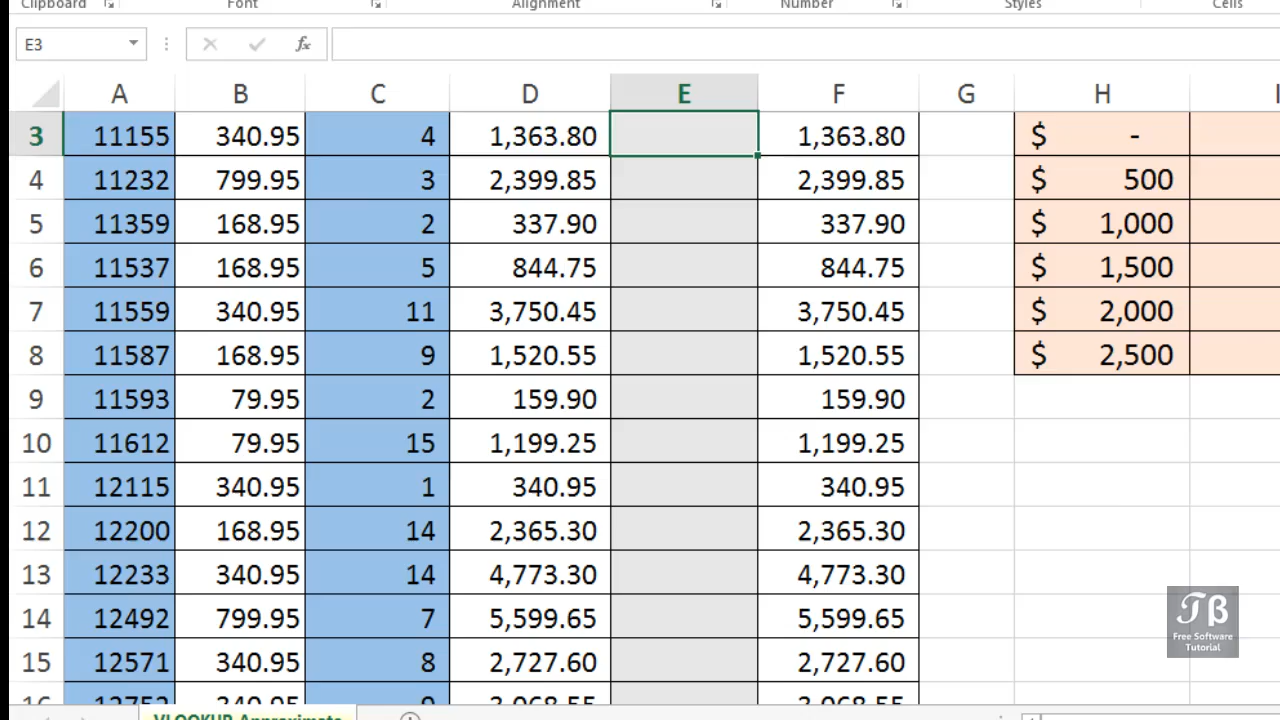 Clipboard Font Alignment Number Styles Cells
E3 fx
A B C D E F G H
3 11155 340.95 4 1,363.80 1,363.80 $ -
4 11232 799.95 3 2,399.85 2,399.85 $ 500
5 11359 168.95 2 337.90 337.90 $ 1,000
6 11537 168.95 5 844.75 844.75 $ 1,500
7 11559 340.95 11 3,750.45 3,750.45 $ 2,000
8 11587 168.95 9 1,520.55 1,520.55 $ 2,500
9 11593 79.95 2 159.90 159.90
10 11612 79.95 15 1,199.25 1,199.25
11 12115 340.95 1 340.95 340.95
12 12200 168.95 14 2,365.30 2,365.30
13 12233 340.95 14 4,773.30 4,773.30
14 12492 799.95 7 5,599.65 5,599.65
15 12571 340.95 8 2,727.60 2,727.60
16 12752 340.95 9 3,068.55 3,068.55
VLOOKUP Approximate
TB
Free Software
Tutorial